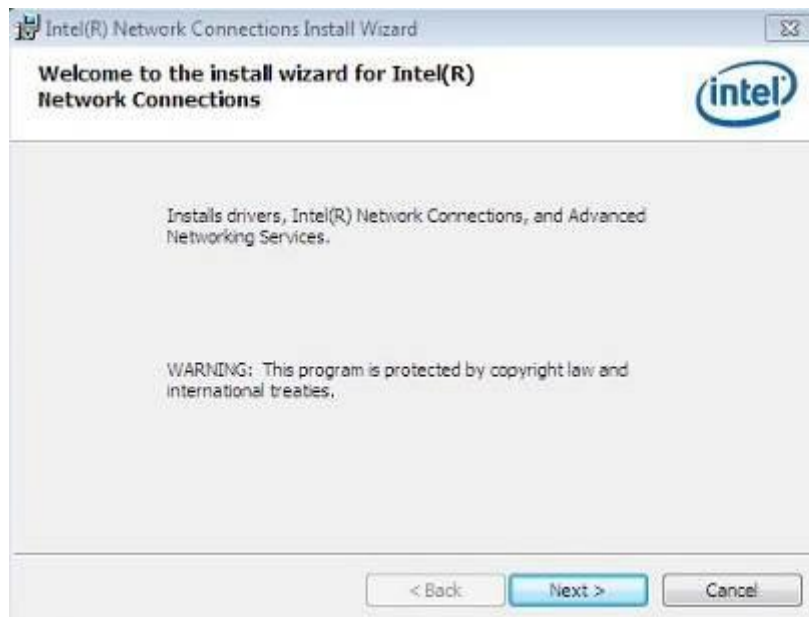 Intel(R) Network Connections Install Wizard
Welcome to the install wizard for Intel(R)
Network Connections
intel
Installs drivers, Intel(R) Network Connections, and Advanced
Networking Services.
WARNING: This program is protected by copyright law and
international treaties.
< Back
Next >
Cancel